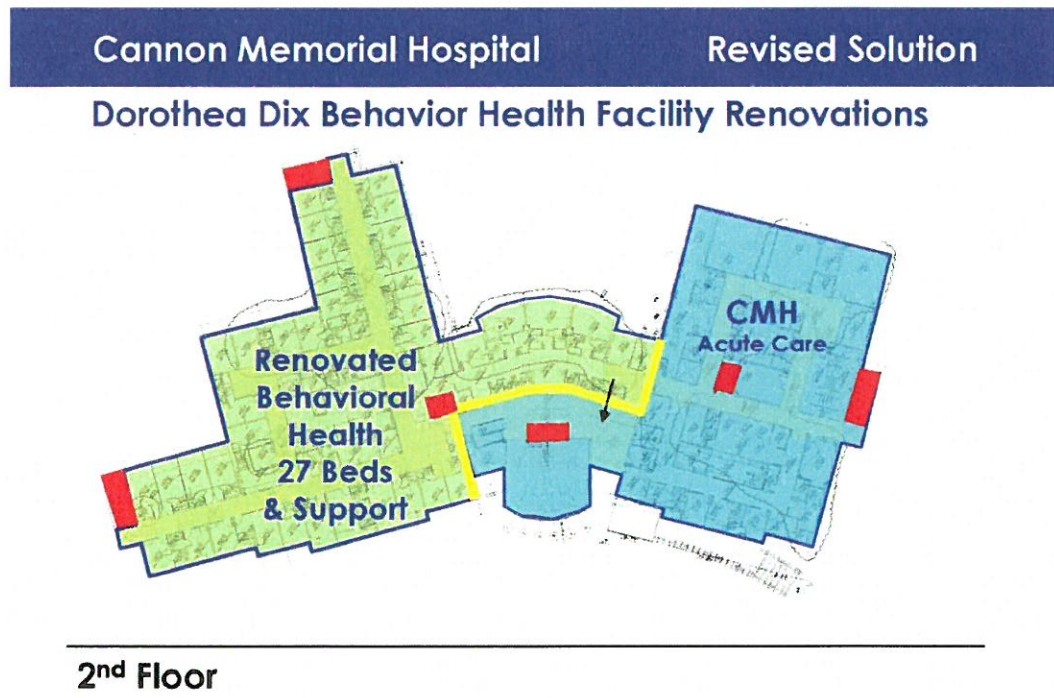 Cannon Memorial Hospital Revised Solution
Dorothea Dix Behavior Health Facility Renovations
Renovated
Behavioral
Health
27 Beds
& Support
CMH
Acute Care
2nd Floor